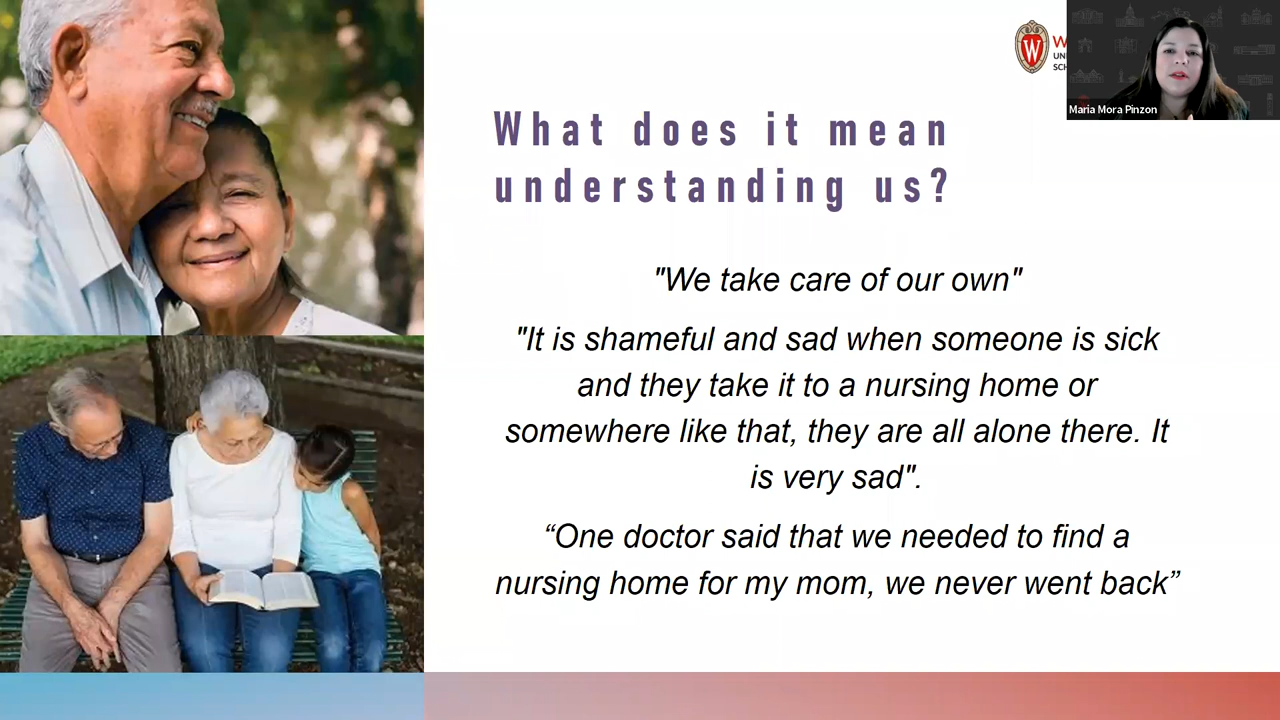 W
UN
SCH
Maria Mora Pinzon
What does it mean
understanding us?
"We take care of our own"
"It is shameful and sad when someone is sick
and they take it to a nursing home or
somewhere like that, they are all alone there. It
is very sad".
“One doctor said that we needed to find a
nursing home for my mom, we never went back”